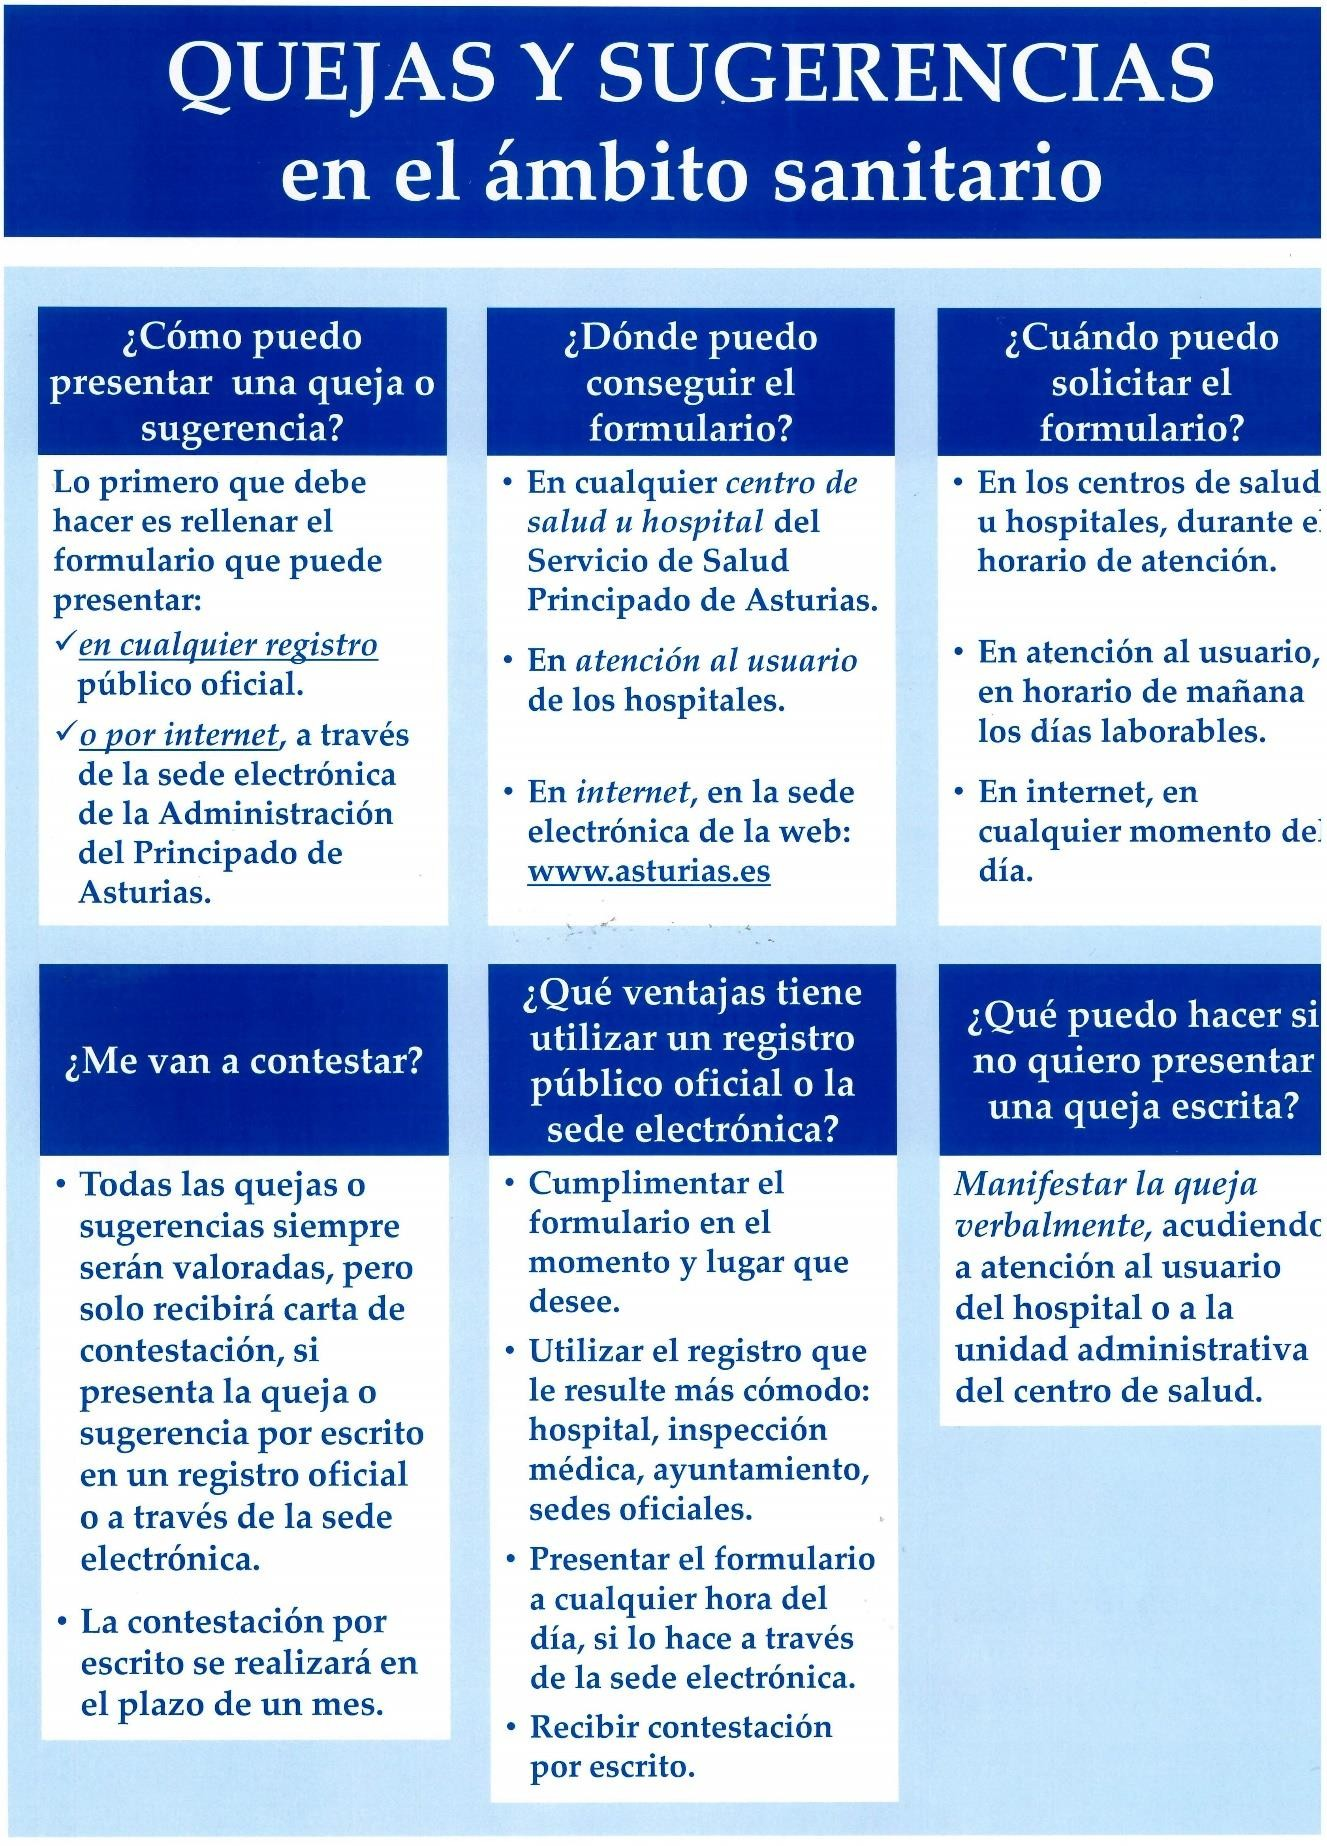 QUEJAS Y SUGERENCIAS
en el ámbito sanitario
¿Cómo puedo
presentar una queja o
sugerencia?
Lo primero que debe
hacer es rellenar el
formulario que puede
presentar:
✓ en cualquier registro
público oficial.
✓ o por internet, a través
de la sede electrónica
de la Administración
del Principado de
Asturias.
¿Dónde puedo
conseguir el
formulario?
• En cualquier centro de
salud u hospital del
Servicio de Salud
Principado de Asturias.
• En atención al usuario
de los hospitales.
• En internet, en la sede
electrónica de la web:
www.asturias.es
¿Cuándo puedo
solicitar el
formulario?
• En los centros de salud
u hospitales, durante el
horario de atención.
• En atención al usuario,
en horario de mañana
los días laborables.
• En internet, en
cualquier momento del
día.
¿Me van a contestar?
• Todas las quejas o
sugerencias siempre
serán valoradas, pero
solo recibirá carta de
contestación, si
presenta la queja o
sugerencia por escrito
en un registro oficial
o a través de la sede
electrónica.
• La contestación por
escrito se realizará en
el plazo de un mes.
¿Qué ventajas tiene
utilizar un registro
público oficial o la
sede electrónica?
• Cumplimentar el
formulario en el
momento y lugar que
desee.
• Utilizar el registro que
le resulte más cómodo:
hospital, inspección
médica, ayuntamiento,
sedes oficiales.
• Presentar el formulario
a cualquier hora del
día, si lo hace a través
de la sede electrónica.
• Recibir contestación
por escrito.
¿Qué puedo hacer si
no quiero presentar
una queja escrita?
Manifestar la queja
verbalmente, acudiendo
a atención al usuario
del hospital o a la
unidad administrativa
del centro de salud.